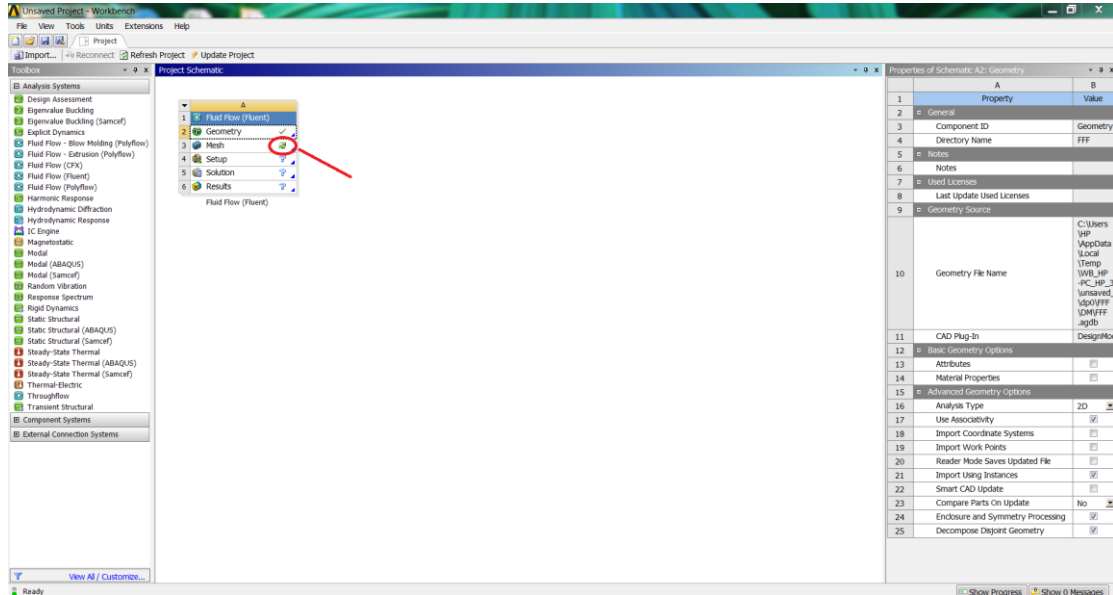 Unsaved Project - Workbench
File View Tools Units Extensions Help
Project
Import... Reconnect Refresh Project Update Project
Toolbox
Project Schematic
Properties of Schematic A2: Geometry
Analysis Systems
Design Assessment
Eigenvalue Buckling
Eigenvalue Buckling (Samcef)
Explicit Dynamics
Fluid Flow - Blow Molding (Polyflow)
Fluid Flow - Extrusion (Polyflow)
Fluid Flow (CFX)
Fluid Flow (Fluent)
Fluid Flow (Polyflow)
Harmonic Response
Hydrodynamic Diffraction
Hydrodynamic Response
IC Engine
Magnetostatic
Modal
Modal (ABAQUS)
Modal (Samcef)
Random Vibration
Response Spectrum
Rigid Dynamics
Static Structural
Static Structural (ABAQUS)
Static Structural (Samcef)
Steady-State Thermal
Steady-State Thermal (ABAQUS)
Steady-State Thermal (Samcef)
Thermal-Electric
Throughflow
Transient Structural
Component Systems
External Connection Systems
View All / Customize...
A
1 Fluid Flow (Fluent)
2 Geometry
3 Mesh
4 Setup ?
5 Solution ?
6 Results ?
Fluid Flow (Fluent)
A B
1 Property Value
2 General
3 Component ID Geometry
4 Directory Name FFF
5 Notes
6 Notes
7 Used Licenses
8 Last Update Used Licenses
9 Geometry Source
10 Geometry File Name
C:\Users
\HP
\AppData
\Local
\Temp
\WB_HP
-PC_HP_3
\unsaved_
\dp0\FFF
\DM\FFF
.agdb
11 CAD Plug-In DesignMo
12 Basic Geometry Options
13 Attributes
14 Material Properties
15 Advanced Geometry Options
16 Analysis Type 2D
17 Use Associativity
18 Import Coordinate Systems
19 Import Work Points
20 Reader Mode Saves Updated File
21 Import Using Instances
22 Smart CAD Update
23 Compare Parts On Update No
24 Enclosure and Symmetry Processing
25 Decompose Disjoint Geometry
Ready
Show Progress Show 0 Messages